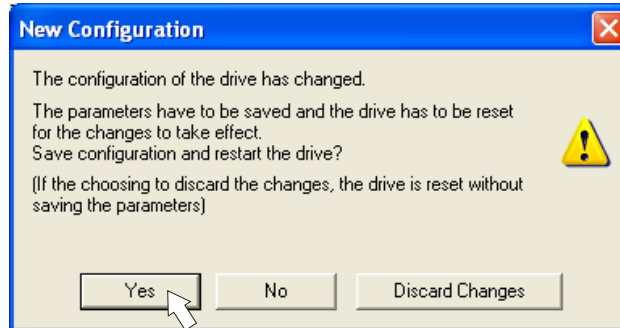 New Configuration
The configuration of the drive has changed.
The parameters have to be saved and the drive has to be reset
for the changes to take effect.
Save configuration and restart the drive?
(If the choosing to discard the changes, the drive is reset without
saving the parameters)
Yes No Discard Changes